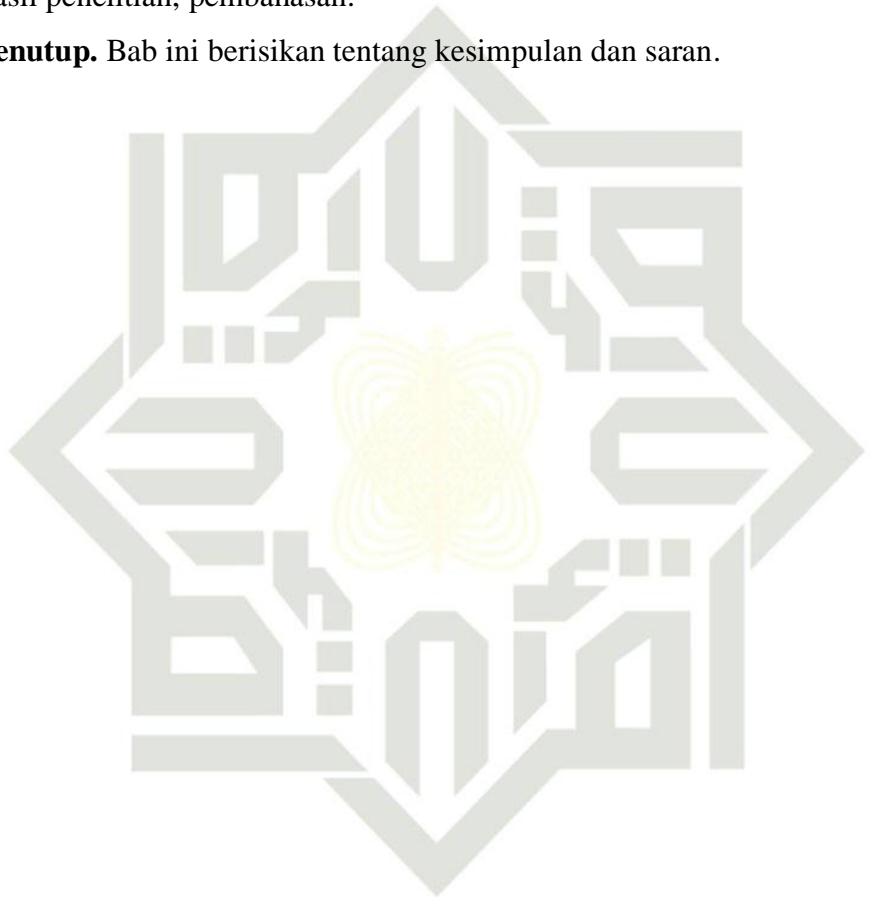 asil penelitian, pembahasan.
enutup. Bab ini berisikan tentang kesimpulan dan saran.